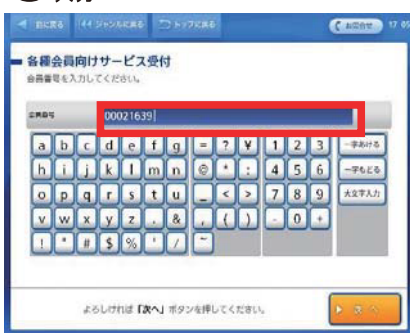 前に戻る
ジャンルに戻る
トップに戻る
お問合せ
17 05
各種会員向けサービス受付
会員番号を入力してください。
会員番号
00021639
a b c d e f g = ? ¥ 1 2 3 一字あける
h i j k l m n @ * : 4 5 6 一字もどる
o p q r s t u _ < > 7 8 9 大文字入力
v w x y z . & , ( ) - 0 +
! " # $ % ' / ~
よろしければ「次へ」ボタンを押してください。
次へ